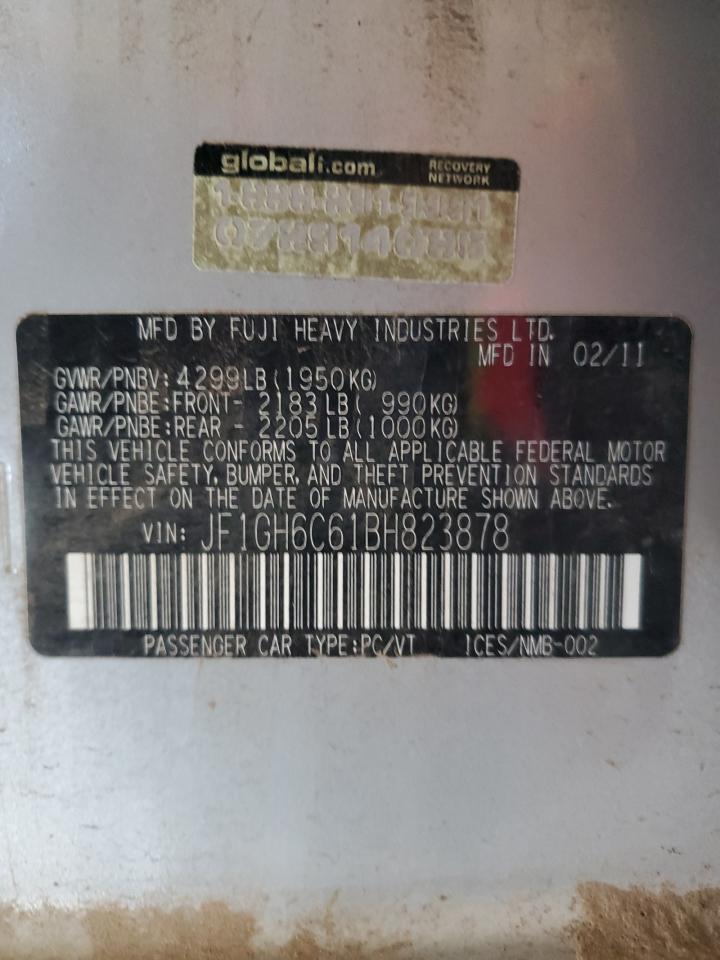 globali.com RECOVERY NETWORK
MFD BY FUJI HEAVY INDUSTRIES LTD.
MFD IN 02/11
GVWR/PNBV: 4299LB (1950KG)
GAWR/PNBE:FRONT- 2183LB ( 990KG)
GAWR/PNBE:REAR - 2205LB (1000KG)
THIS VEHICLE CONFORMS TO ALL APPLICABLE FEDERAL MOTOR
VEHICLE SAFETY, BUMPER, AND THEFT PREVENTION STANDARDS
IN EFFECT ON THE DATE OF MANUFACTURE SHOWN ABOVE.
VIN: JF1GH6C61BH823878
PASSENGER CAR TYPE:PC/VT ICES/NMB-002